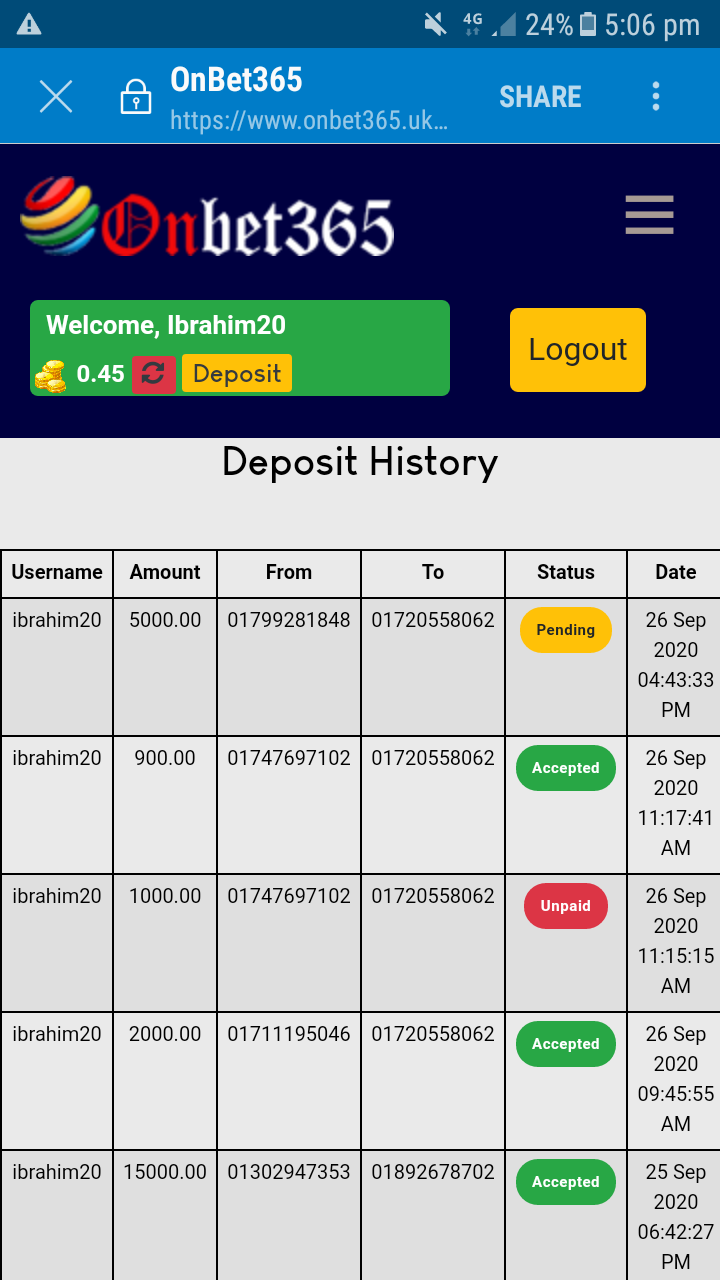 4G 24% 5:06 pm
OnBet365
https://www.onbet365.uk...
SHARE
Onbet365
Welcome, Ibrahim20
0.45 Deposit
Logout
Deposit History
Username Amount From To Status Date
ibrahim20 5000.00 01799281848 01720558062 Pending 26 Sep
2020
04:43:33
PM
ibrahim20 900.00 01747697102 01720558062 Accepted 26 Sep
2020
11:17:41
AM
ibrahim20 1000.00 01747697102 01720558062 Unpaid 26 Sep
2020
11:15:15
AM
ibrahim20 2000.00 01711195046 01720558062 Accepted 26 Sep
2020
09:45:55
AM
ibrahim20 15000.00 01302947353 01892678702 Accepted 25 Sep
2020
06:42:27
PM